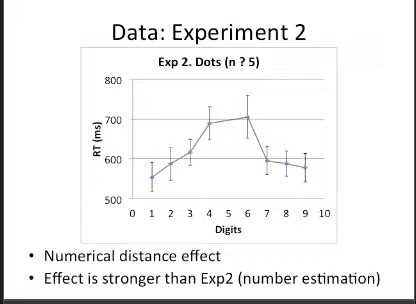 Data: Experiment 2
Exp 2. Dots (n ? 5)
800
700
600
500
RT (ms)
0 1 2 3 4 5 6 7 8 9 10
Digits
• Numerical distance effect
• Effect is stronger than Exp2 (number estimation)